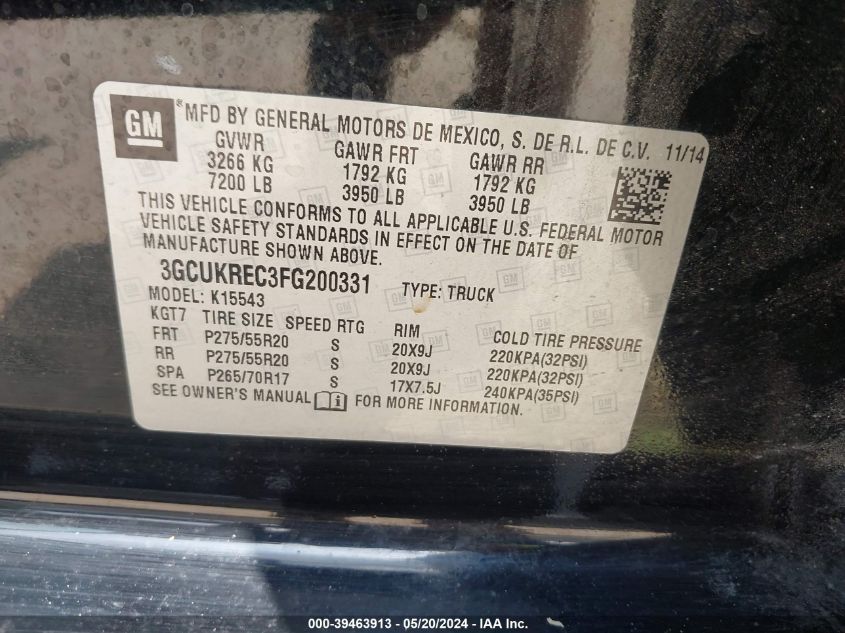 GM
®MFD BY GENERAL MOTORS DE MEXICO, S. DE R.L. DE C.V. 11/14
GVWR GAWR FRT GAWR RR
3266 KG 1792 KG 1792 KG
7200 LB 3950 LB 3950 LB
THIS VEHICLE CONFORMS TO ALL APPLICABLE U.S. FEDERAL MOTOR
VEHICLE SAFETY STANDARDS IN EFFECT ON THE DATE OF
MANUFACTURE SHOWN ABOVE.
3GCUKREC3FG200331 TYPE: TRUCK
MODEL: K15543
KGT7 TIRE SIZE SPEED RTG RIM COLD TIRE PRESSURE
FRT P275/55R20 S 20X9J 220KPA(32PSI)
RR P275/55R20 S 20X9J 220KPA(32PSI)
SPA P265/70R17 S 17X7.5J 240KPA(35PSI)
SEE OWNER'S MANUAL FOR MORE INFORMATION.
000-39463913 - 05/20/2024 - IAA Inc.